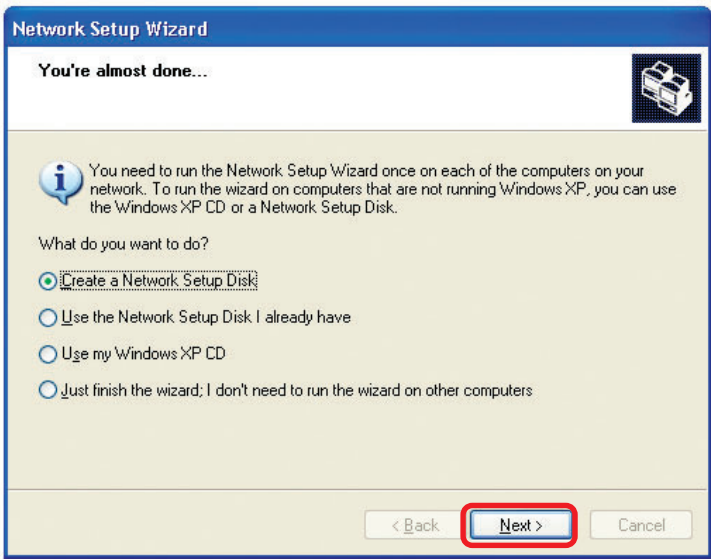 Network Setup Wizard
You're almost done...
You need to run the Network Setup Wizard once on each of the computers on your
network. To run the wizard on computers that are not running Windows XP, you can use
the Windows XP CD or a Network Setup Disk.
What do you want to do?
Create a Network Setup Disk
Use the Network Setup Disk I already have
Use my Windows XP CD
Just finish the wizard; I don't need to run the wizard on other computers
< Back
Next >
Cancel